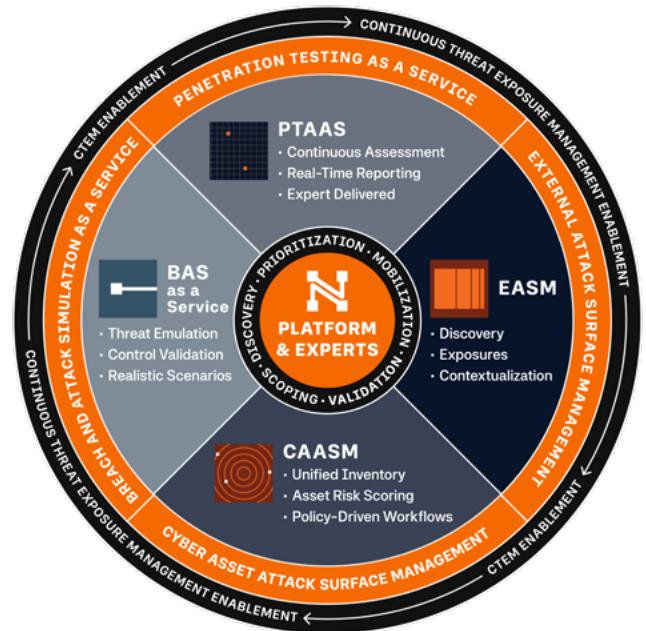 CONTINUOUS THREAT EXPOSURE MANAGEMENT ENABLEMENT
CTEM ENABLEMENT
CONTINUOUS THREAT EXPOSURE MANAGEMENT ENABLEMENT
CTEM ENABLEMENT
PENETRATION TESTING AS A SERVICE
EXTERNAL ATTACK SURFACE MANAGEMENT
CYBER ASSET ATTACK SURFACE MANAGEMENT
BREACH AND ATTACK SIMULATION AS A SERVICE
PTAAS
• Continuous Assessment
• Real-Time Reporting
• Expert Delivered
BAS
as a
Service
• Threat Emulation
• Control Validation
• Realistic Scenarios
EASM
• Discovery
• Exposures
• Contextualization
CAASM
• Unified Inventory
• Asset Risk Scoring
• Policy-Driven Workflows
SCOPING • DISCOVERY • PRIORITIZATION • MOBILIZATION • VALIDATION •
N
PLATFORM
& EXPERTS